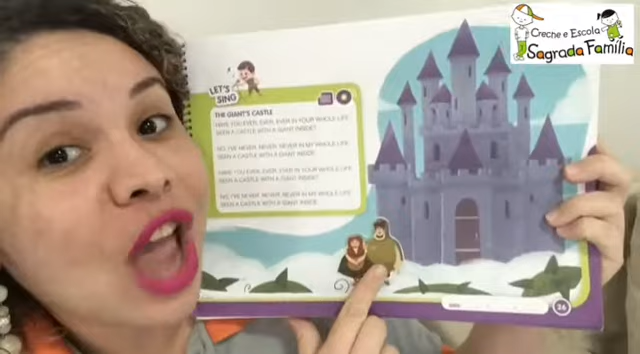 Creche e Escola
Sagrada Família
LET'S
SING
THE GIANT'S CASTLE
HAVE YOU EVER, EVER, EVER IN YOUR WHOLE LIFE
SEEN A CASTLE WITH A GIANT INSIDE?
NO, I'VE NEVER, NEVER, NEVER IN MY WHOLE LIFE
SEEN A CASTLE WITH A GIANT INSIDE.
HAVE YOU EVER, EVER, EVER IN YOUR WHOLE LIFE
SEEN A CASTLE WITH A GIANT INSIDE?
NO, I'VE NEVER, NEVER, NEVER IN MY WHOLE LIFE
SEEN A CASTLE WITH A GIANT INSIDE.
26